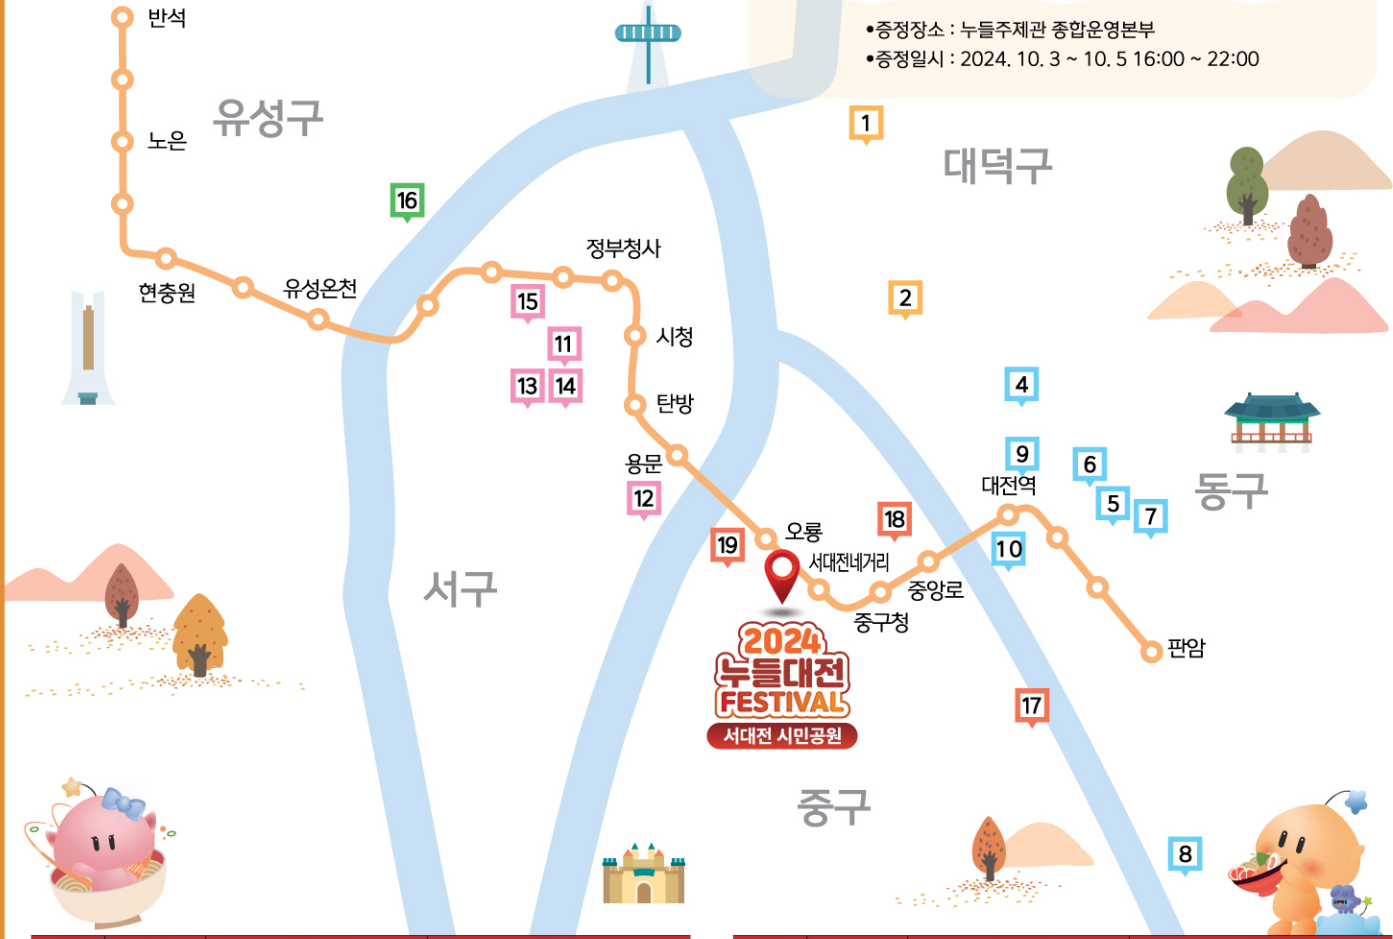 반석
•증정장소 : 누들주제관 종합운영본부
•증정일시 : 2024. 10. 3 ~ 10. 5 16:00 ~ 22:00
유성구
1
노은
대덕구
16
정부청사
현충원
유성온천
15
2
시청
11
13
14
4
탄방
9
6
용문
대전역
동구
12
5
7
18
오룡
19
서대전네거리
10
서구
중앙로
중구청
2024
누들대전
FESTIVAL
서대전 시민공원
판암
17
중구
8